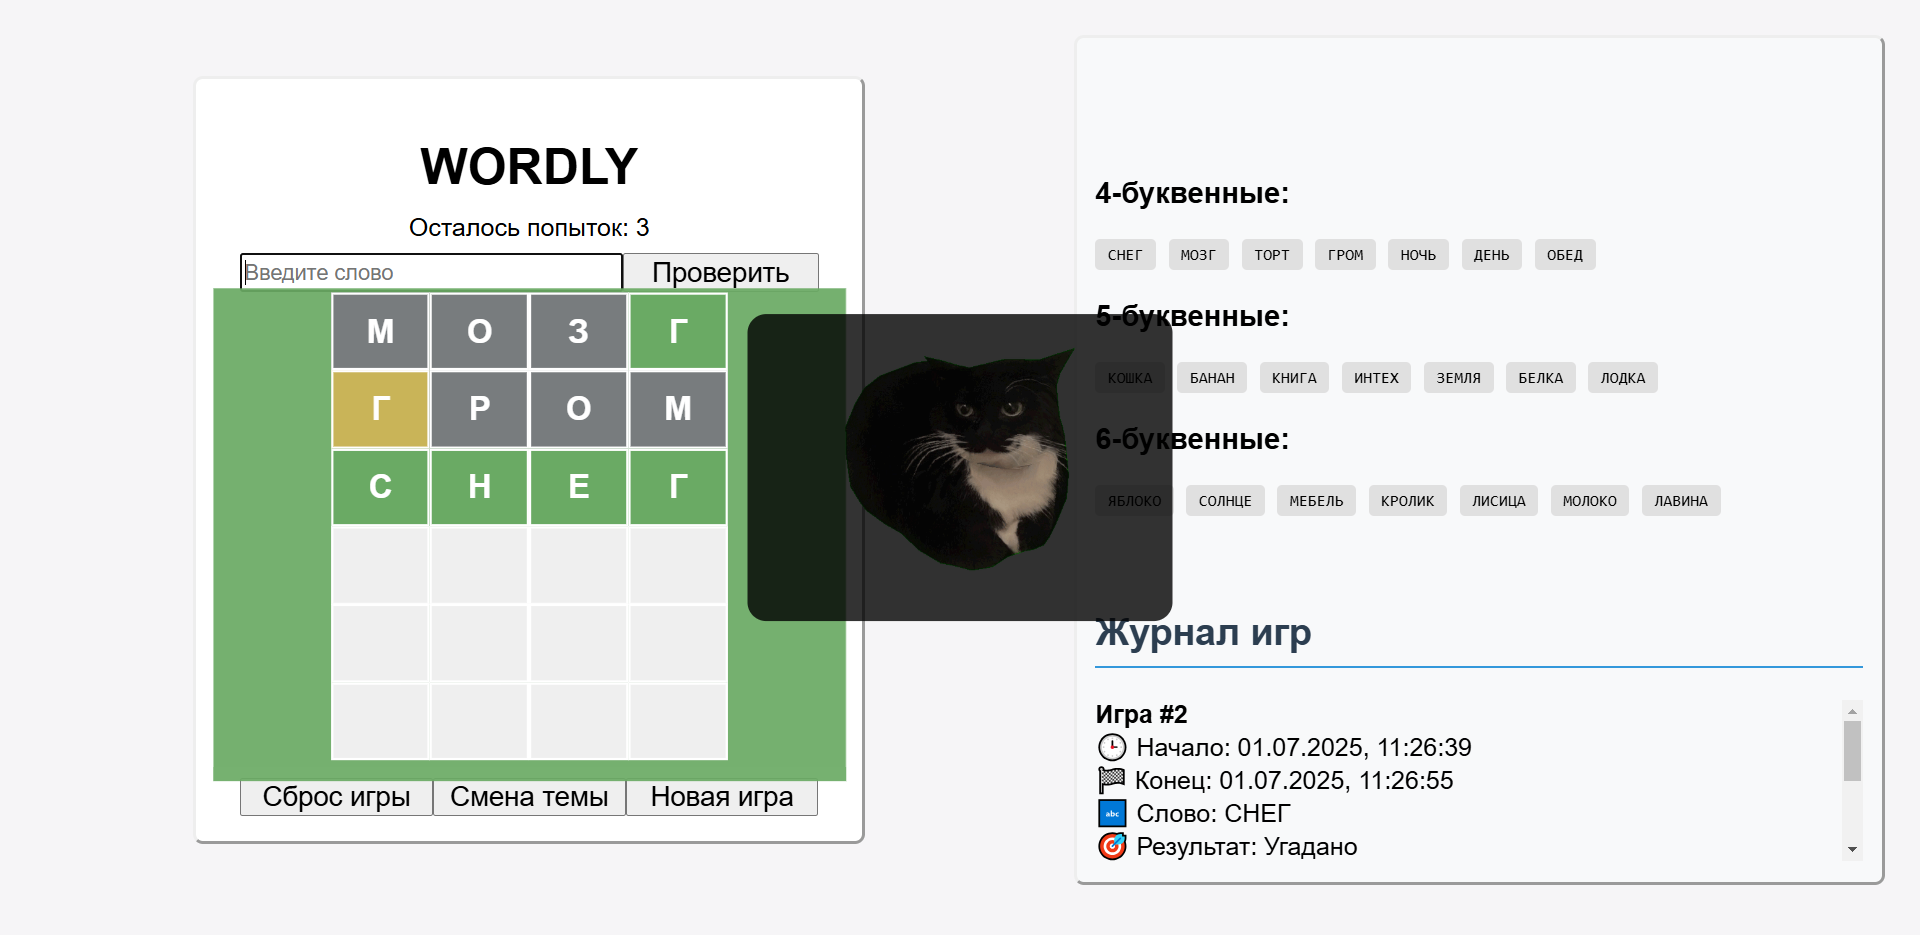 WORDLY
Осталось попыток: 3
Введите слово
Проверить
М О З Г
Г Р О М
С Н Е Г
Сброс игры
Смена темы
Новая игра
4-буквенные:
СНЕГ МОЗГ ТОРТ ГРОМ НОЧЬ ДЕНЬ ОБЕД
5-буквенные:
КОШКА БАНАН КНИГА ИНТЕХ ЗЕМЛЯ БЕЛКА ЛОДКА
6-буквенные:
ЯБЛОКО СОЛНЦЕ МЕБЕЛЬ КРОЛИК ЛИСИЦА МОЛОКО ЛАВИНА
Журнал игр
Игра #2
Начало: 01.07.2025, 11:26:39
Конец: 01.07.2025, 11:26:55
abc Слово: СНЕГ
Результат: Угадано